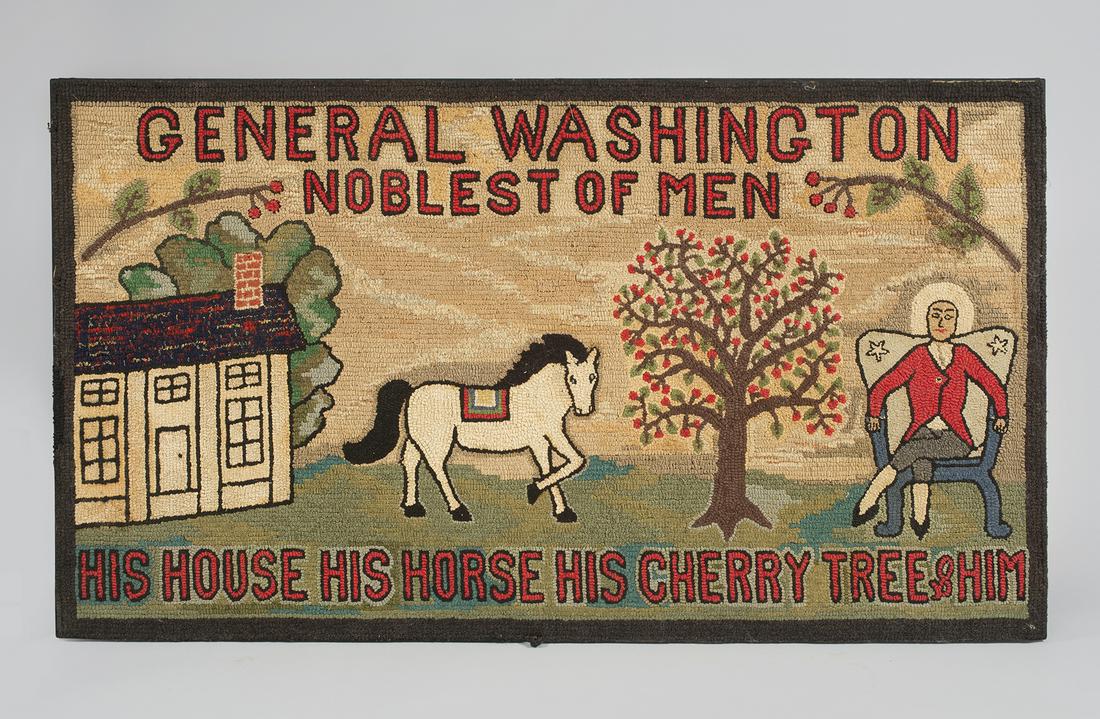 GENERAL WASHINGTON
NOBLEST OF MEN
HIS HOUSE HIS HORSE HIS CHERRY TREE & HIM